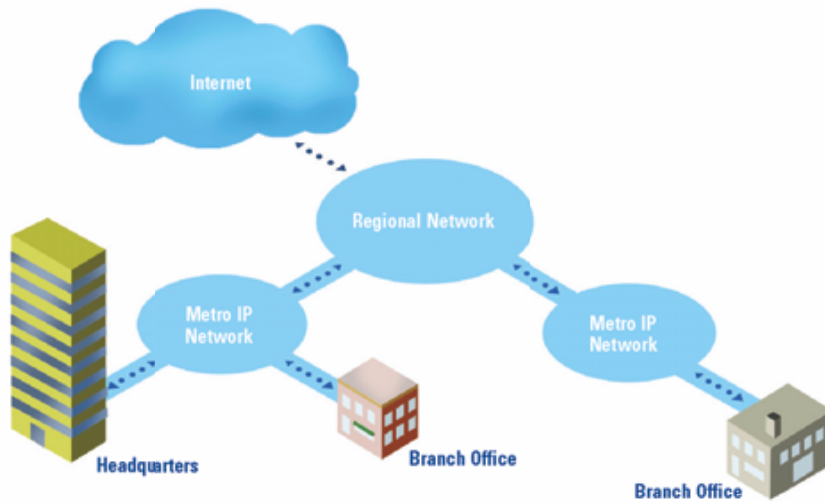 Internet
Regional Network
Metro IP
Network
Metro IP
Network
Headquarters
Branch Office
Branch Office